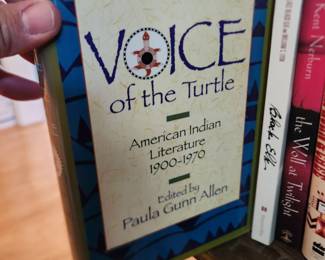 VOICE
of the Turtle
American Indian
Literature
1900-1970
Edited by
Paula Gunn Allen
Black Elk
Kent Nerburn
the Wolf at Twilight